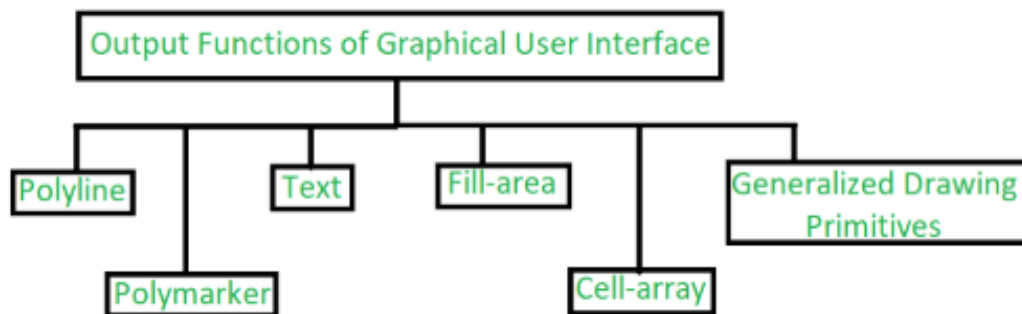 Output Functions of Graphical User Interface
Polyline
Polymarker
Text
Fill-area
Cell-array
Generalized Drawing
Primitives